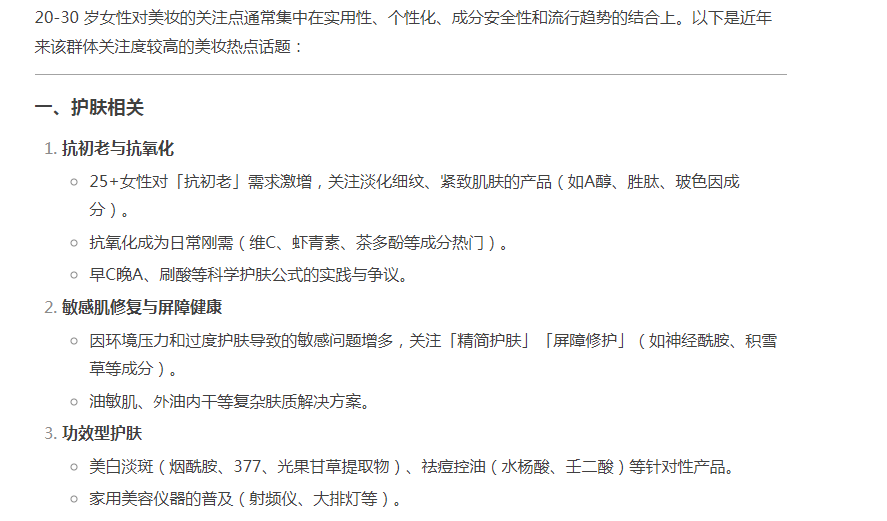 20-30 岁女性对美妆的关注点通常集中在实用性、个性化、成分安全性和流行趋势的结合上。以下是近年
来该群体关注度较高的美妆热点话题：
一、护肤相关
1. 抗初老与抗氧化
25+女性对「抗初老」需求激增，关注淡化细纹、紧致肌肤的产品（如A醇、胜肽、玻色因成
分）。
抗氧化成为日常刚需（维C、虾青素、茶多酚等成分热门）。
早C晚A、刷酸等科学护肤公式的实践与争议。
2. 敏感肌修复与屏障健康
因环境压力和过度护肤导致的敏感问题增多，关注「精简护肤」「屏障修护」（如神经酰胺、积雪
草等成分）。
油敏肌、外油内干等复杂肤质解决方案。
3. 功效型护肤
美白淡斑（烟酰胺、377、光果甘草提取物）、祛痘控油（水杨酸、壬二酸）等针对性产品。
家用美容仪器的普及（射频仪、大排灯等）。